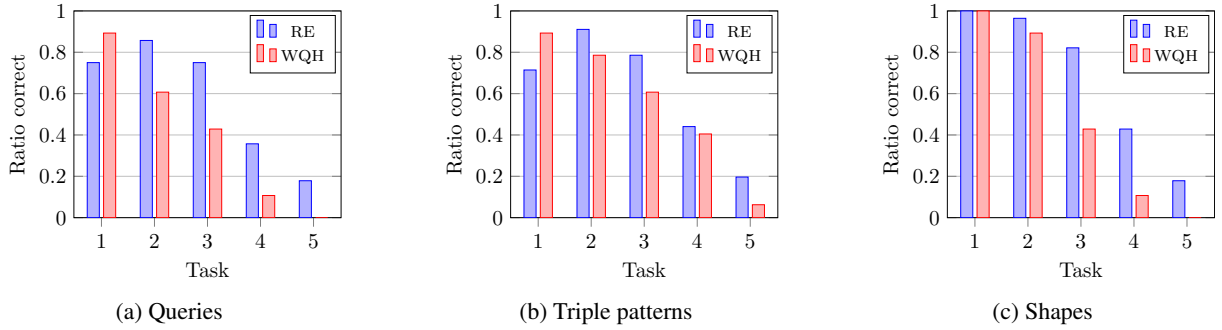 1
0.8
0.6
0.4
0.2
0
Ratio correct
RE
WQH
1 2 3 4 5
Task
(a) Queries
1
0.8
0.6
0.4
0.2
0
Ratio correct
RE
WQH
1 2 3 4 5
Task
(b) Triple patterns
1
0.8
0.6
0.4
0.2
0
Ratio correct
RE
WQH
1 2 3 4 5
Task
(c) Shapes